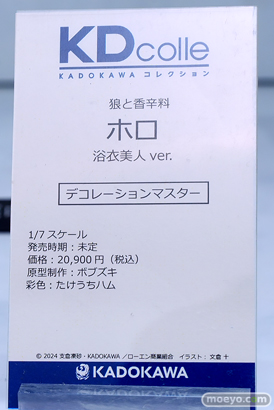 KDcolle
KADOKAWA コレクション
狼と香辛料
ホロ
浴衣美人 ver.
デコレーションマスター
1/7 スケール
発売時期：未定
価格：20,900円（税込）
原型制作：ボブズキ
彩色：たけうちハム
© 2024 支倉凍砂・KADOKAWA／ローエン商業組合　イラスト：文倉 十
KADOKAWA
moeyo.com